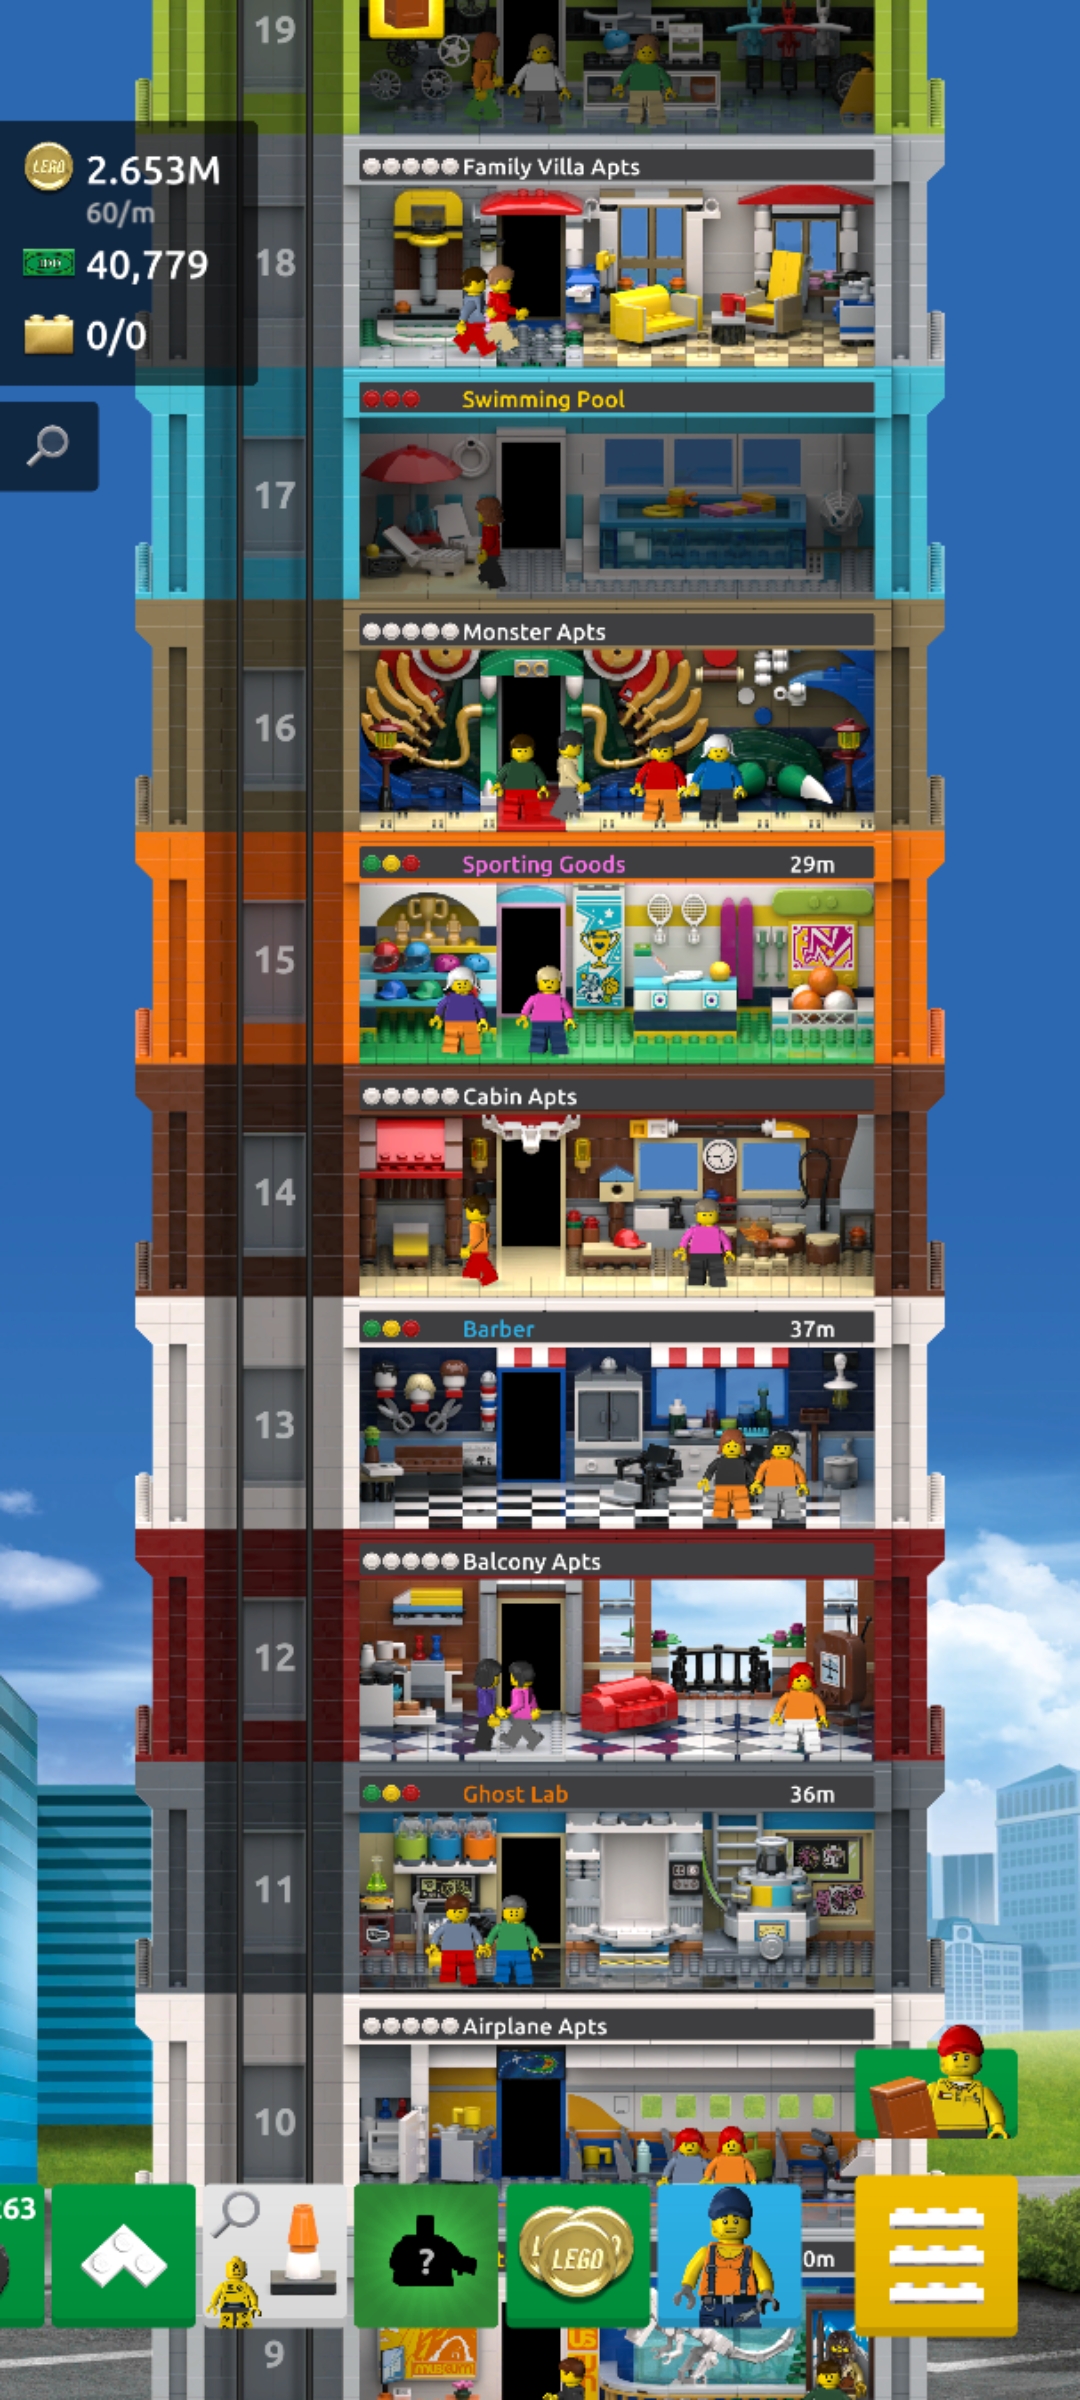 19
LEGO 2.653M
60/m
Family Villa Apts
18
40,779
0/0
Swimming Pool
17
Monster Apts
16
Sporting Goods 29m
15
Cabin Apts
14
Barber 37m
13
Balcony Apts
12
Ghost Lab 36m
11
Airplane Apts
10
63
?
LEGO
0m
9
museum